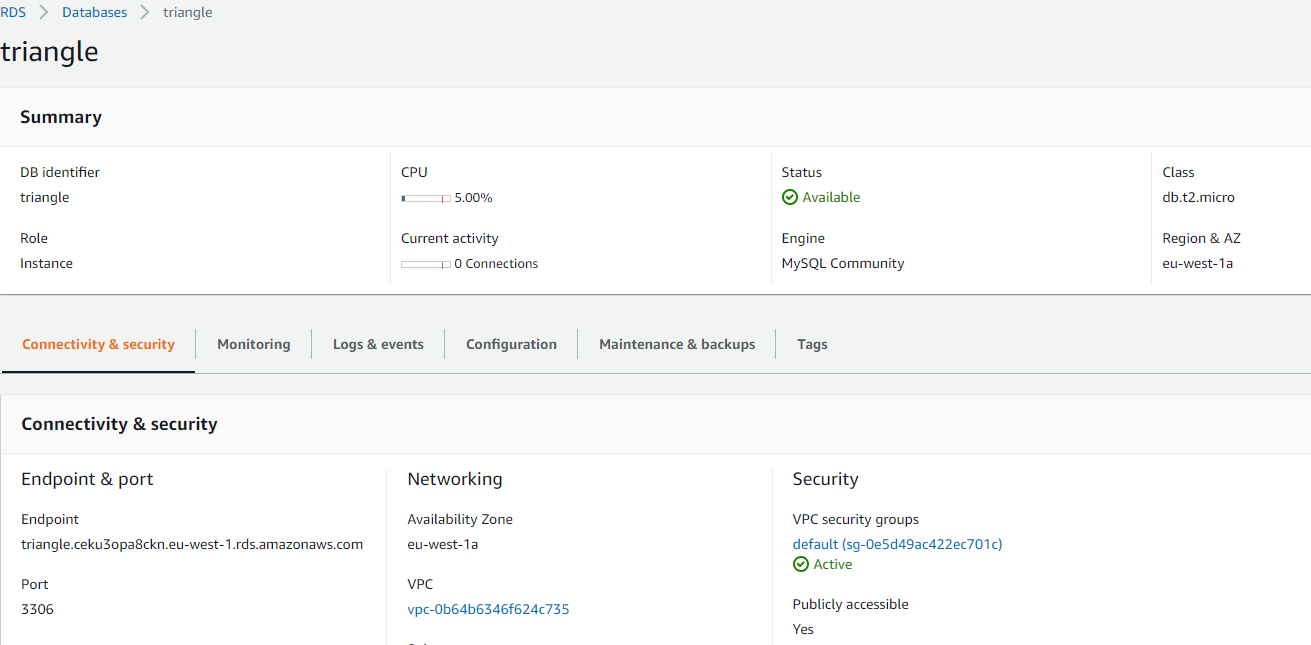 RDS > Databases > triangle
triangle
Summary
DB identifier
triangle
CPU
5.00%
Status
Available
Class
db.t2.micro
Role
Instance
Current activity
0 Connections
Engine
MySQL Community
Region & AZ
eu-west-1a
Connectivity & security
Monitoring
Logs & events
Configuration
Maintenance & backups
Tags
Connectivity & security
Endpoint & port
Endpoint
triangle.ceku3opa8ckn.eu-west-1.rds.amazonaws.com
Port
3306
Networking
Availability Zone
eu-west-1a
VPC
vpc-0b64b6346f624c735
Security
VPC security groups
default (sg-0e5d49ac422ec701c)
Active
Publicly accessible
Yes